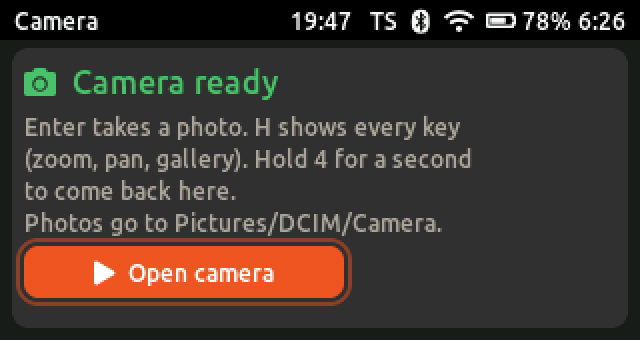 Camera 19:47 TS 78% 6:26
Camera ready
Enter takes a photo. H shows every key
(zoom, pan, gallery). Hold 4 for a second
to come back here.
Photos go to Pictures/DCIM/Camera.
Open camera